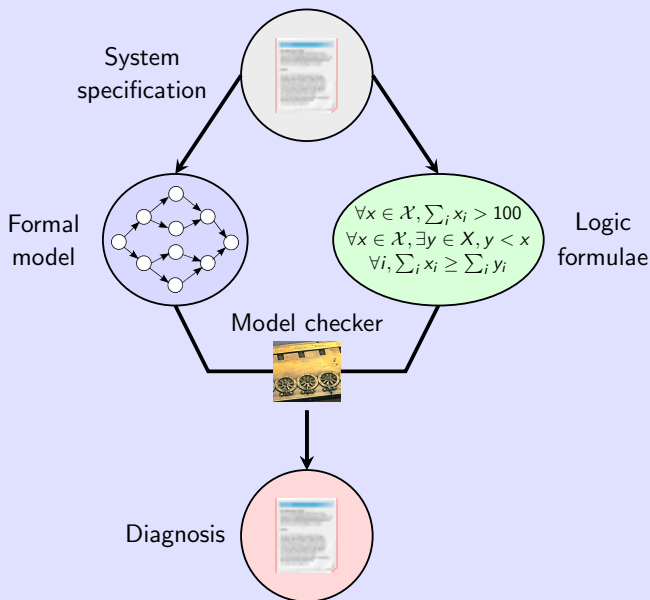 System
specification
Formal
model
∀x ∈ 𝒳, ∑ᵢ xᵢ > 100
∀x ∈ 𝒳, ∃y ∈ X, y < x
∀i, ∑ᵢ xᵢ ≥ ∑ᵢ yᵢ
Logic
formulae
Model checker
Diagnosis